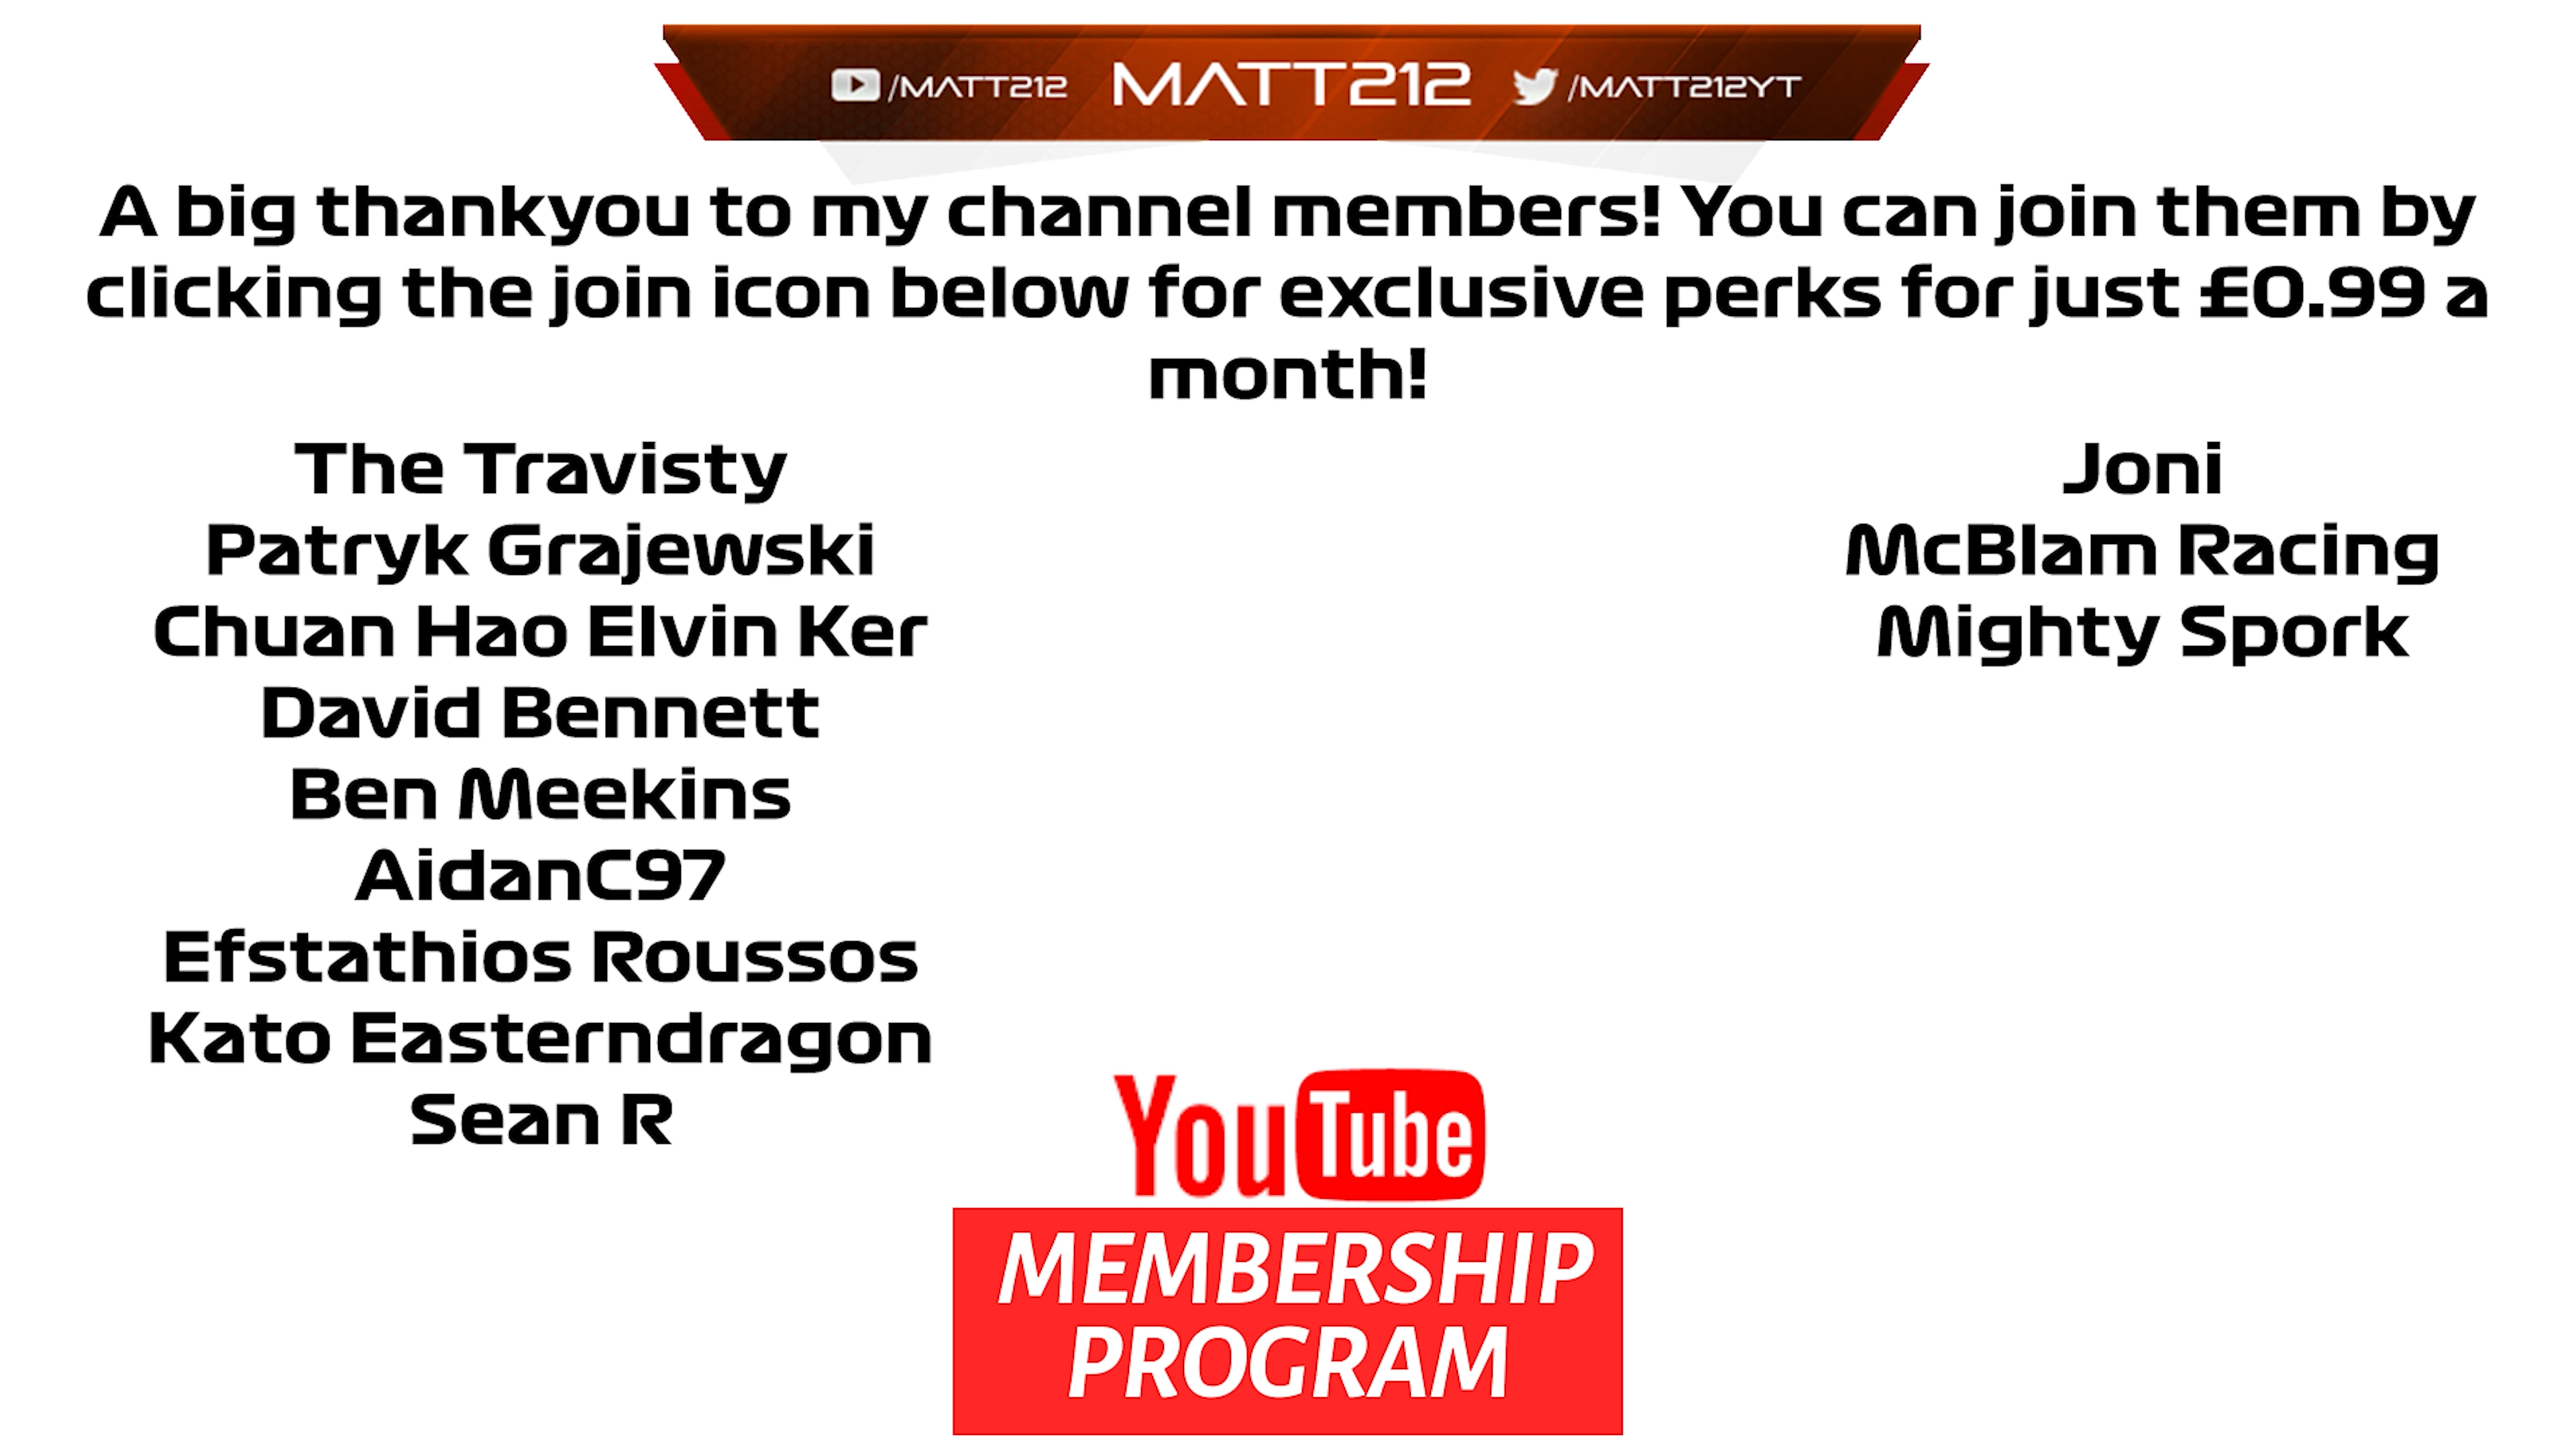 /MATT212 MATT212 /MATT212YT
A big thankyou to my channel members! You can join them by
clicking the join icon below for exclusive perks for just £0.99 a
month!
The Travisty
Patryk Grajewski
Chuan Hao Elvin Ker
David Bennett
Ben Meekins
AidanC97
Efstathios Roussos
Kato Easterndragon
Sean R
Joni
McBlam Racing
Mighty Spork
YouTube
MEMBERSHIP
PROGRAM